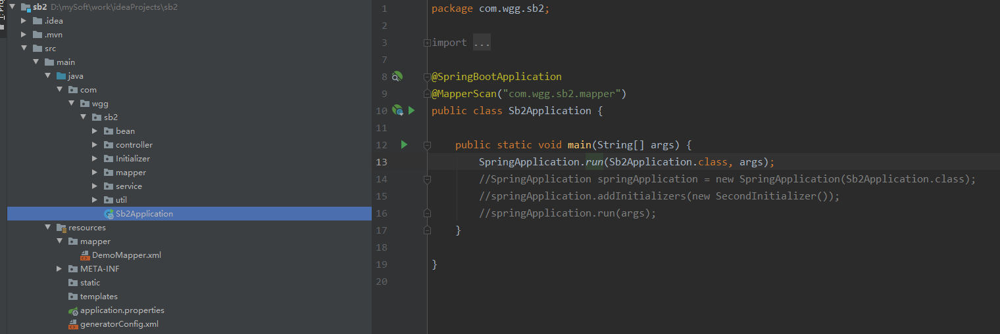 1: Pro
sb2 D:\mySoft\work\ideaProjects\sb2
.idea
.mvn
src
main
java
com
wgg
sb2
bean
controller
Initializer
mapper
service
util
Sb2Application
resources
mapper
DemoMapper.xml
META-INF
static
templates
application.properties
generatorConfig.xml
1 package com.wgg.sb2;
2
3 import ...
7
8 @SpringBootApplication
9 @MapperScan("com.wgg.sb2.mapper")
10 public class Sb2Application {
11
12 public static void main(String[] args) {
13 SpringApplication.run(Sb2Application.class, args);
14 //SpringApplication springApplication = new SpringApplication(Sb2Application.class);
15 //springApplication.addInitializers(new SecondInitializer());
16 //springApplication.run(args);
17 }
18
19 }
20